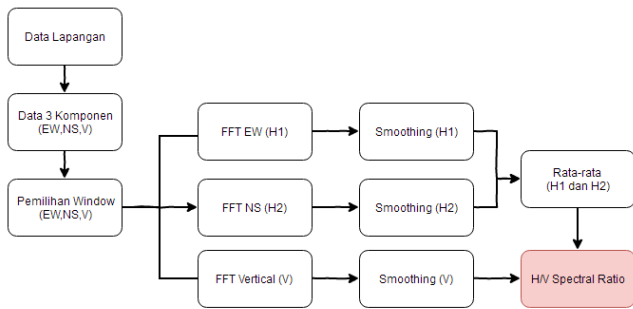 Data Lapangan
Data 3 Komponen
(EW,NS,V)
Pemilihan Window
(EW,NS,V)
FFT EW (H1)
Smoothing (H1)
FFT NS (H2)
Smoothing (H2)
FFT Vertical (V)
Smoothing (V)
Rata-rata
(H1 dan H2)
H/V Spectral Ratio